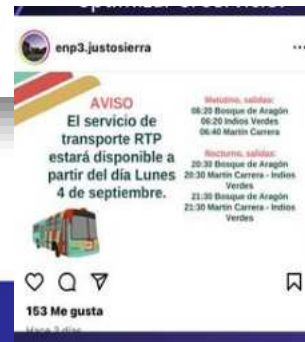 enp3.justosierra
AVISO
El servicio de
transporte RTP
estará disponible a
partir del día Lunes
4 de septiembre.
Matutino, salidas:
06:20 Bosque de Aragón
06:20 Indios Verdes
06:40 Martín Carrera
Nocturno, salidas:
20:30 Bosque de Aragón
20:30 Martín Carrera - Indios
Verdes
21:30 Bosque de Aragón
21:30 Martín Carrera - Indios
Verdes
153 Me gusta
Hace 3 días